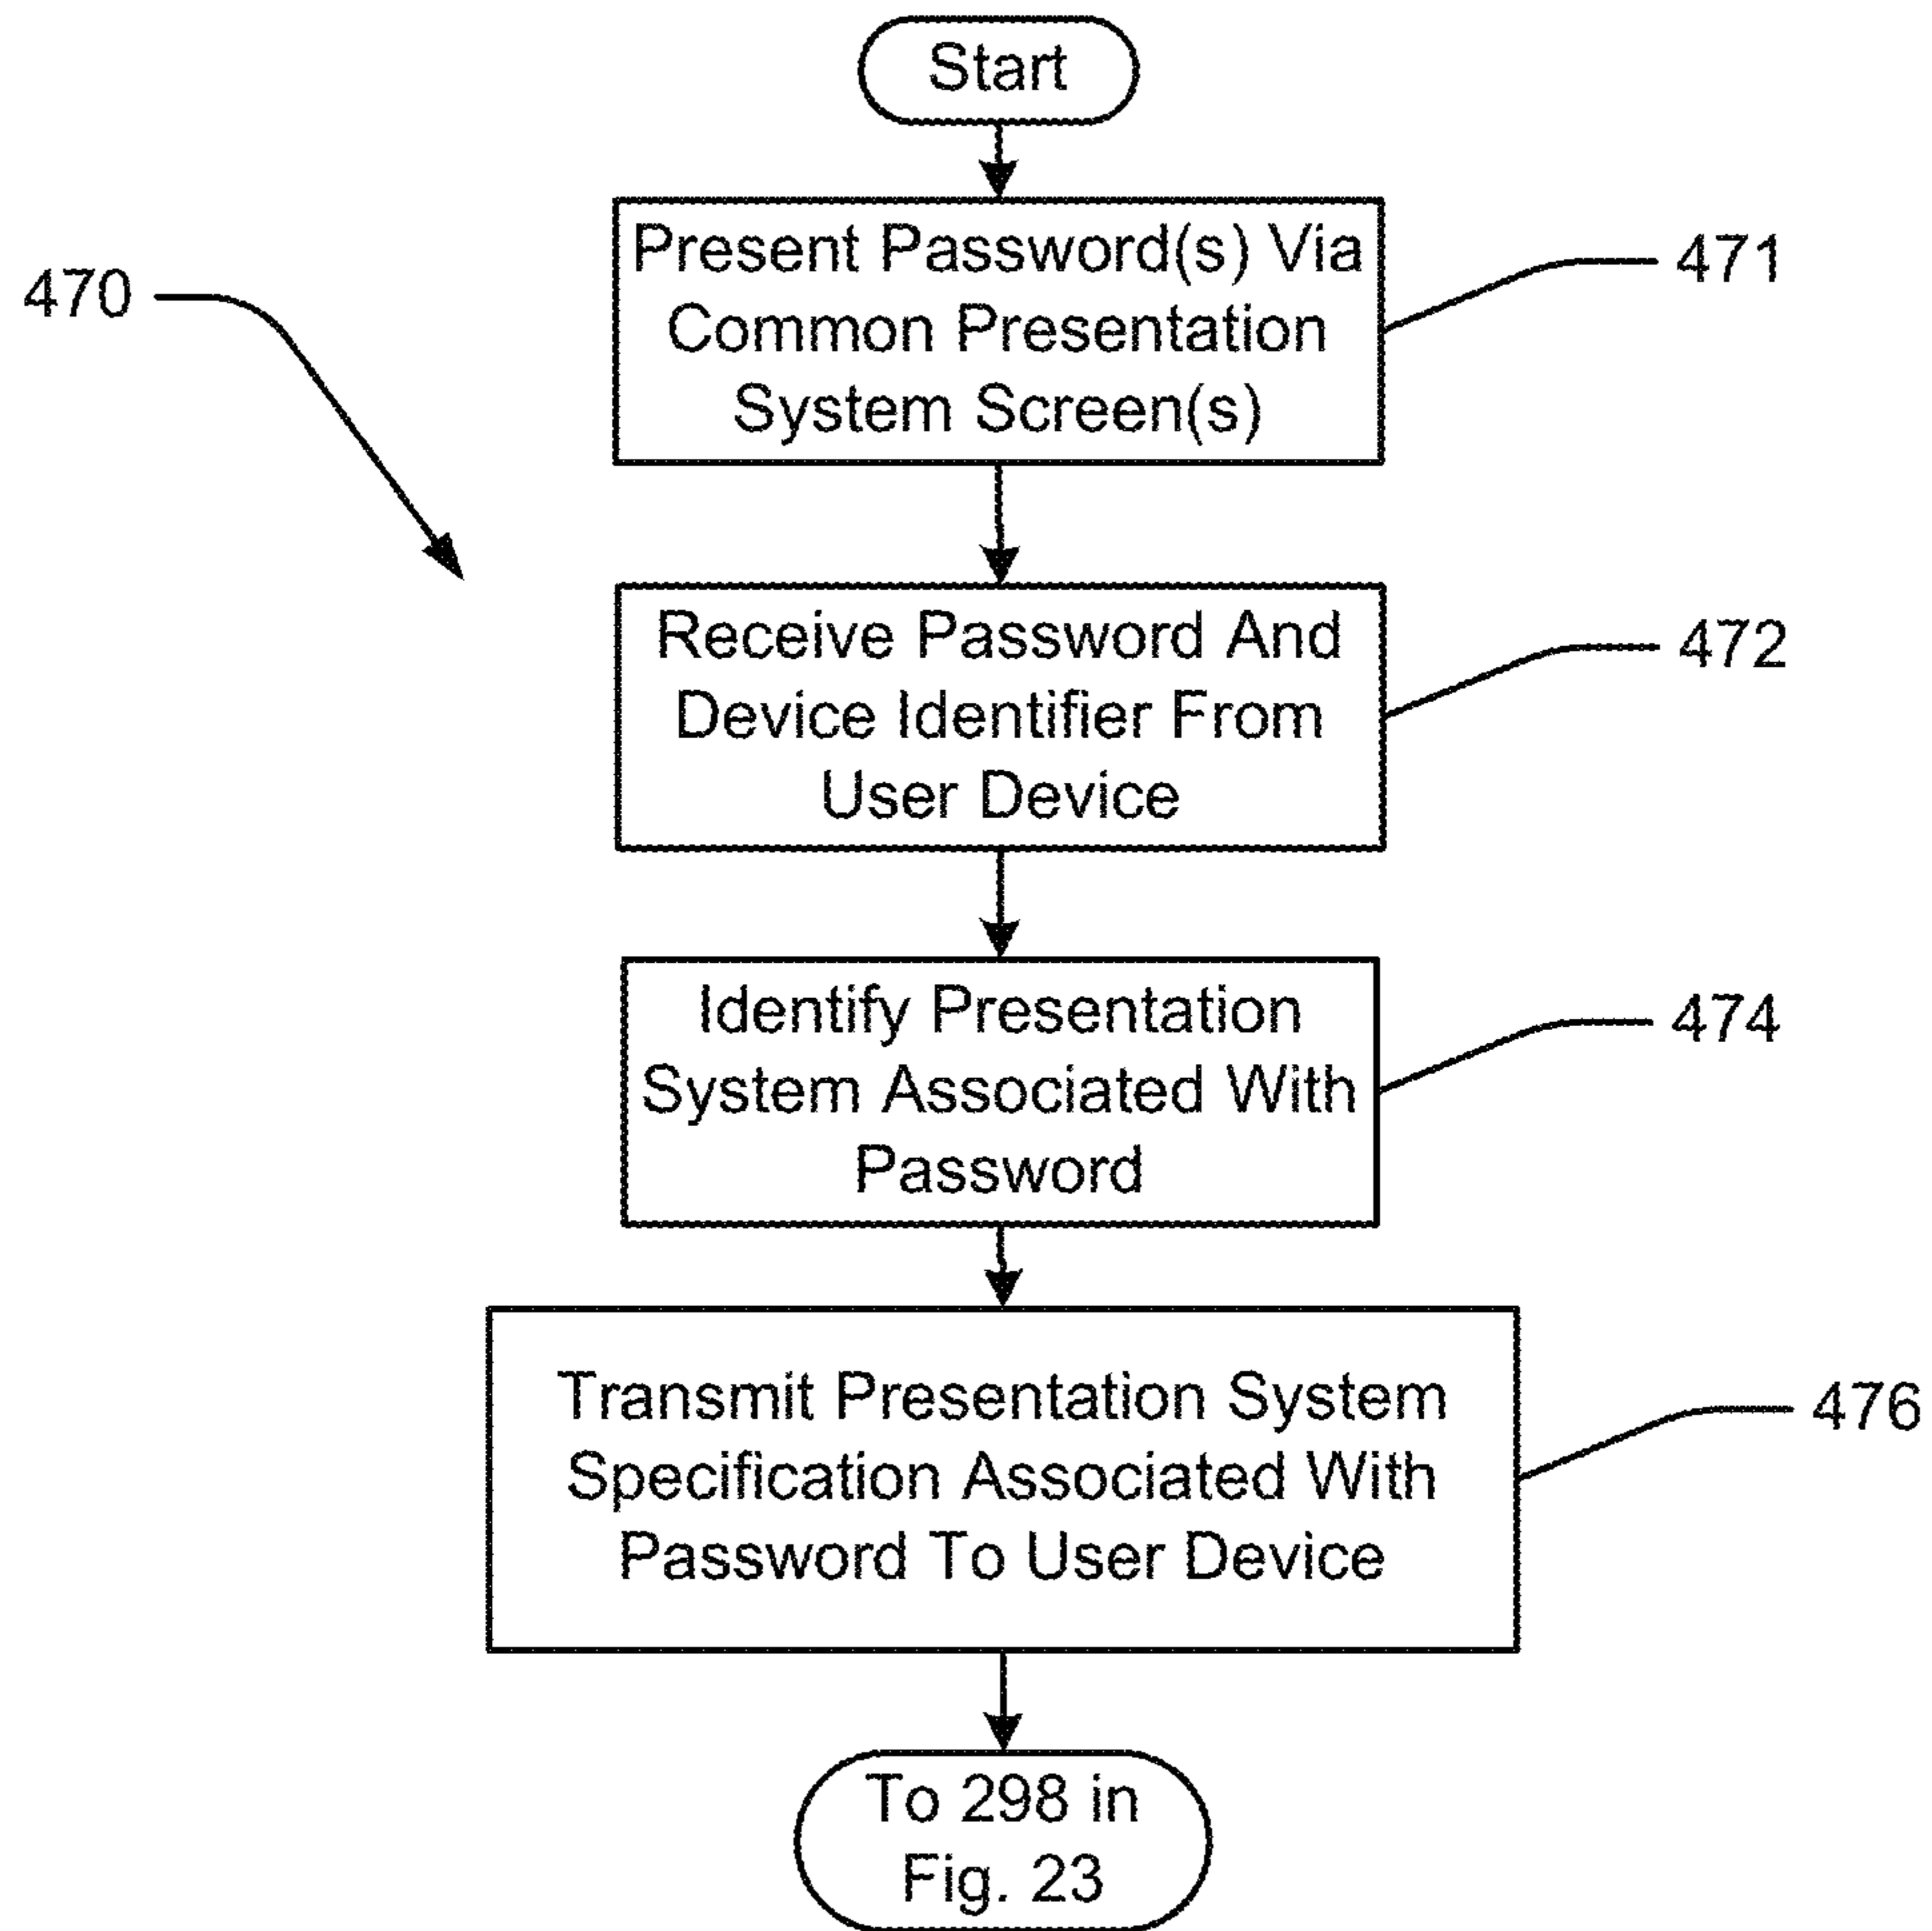 Start
Present Password(s) Via
Common Presentation
System Screen(s)
471
470
Receive Password And
Device Identifier From
User Device
472
Identify Presentation
System Associated With
Password
474
Transmit Presentation System
Specification Associated With
Password To User Device
476
To 298 in
Fig. 23